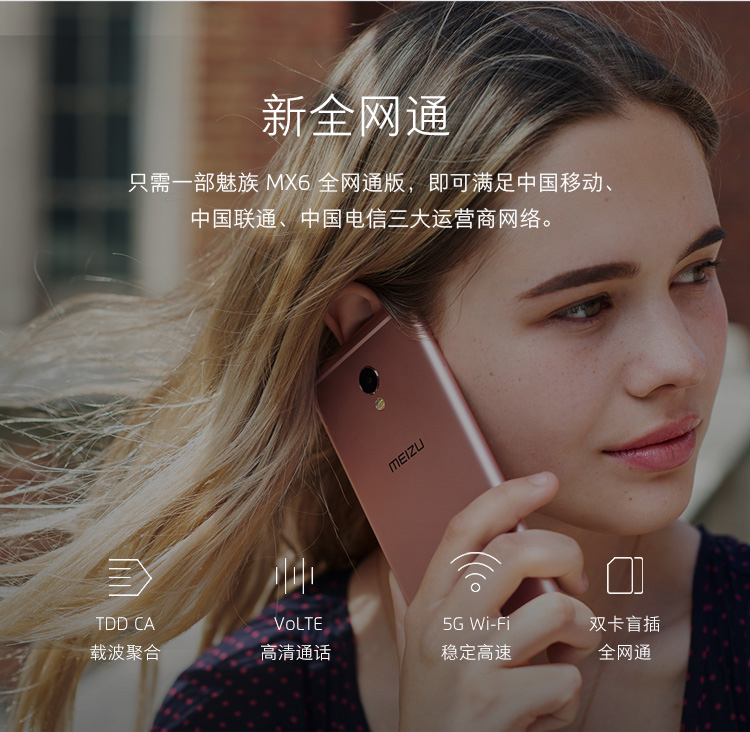 新全网通
只需一部魅族 MX6 全网通版，即可满足中国移动、
中国联通、中国电信三大运营商网络。
MEIZU
TDD CA
载波聚合
VoLTE
高清通话
5G Wi-Fi
稳定高速
双卡盲插
全网通